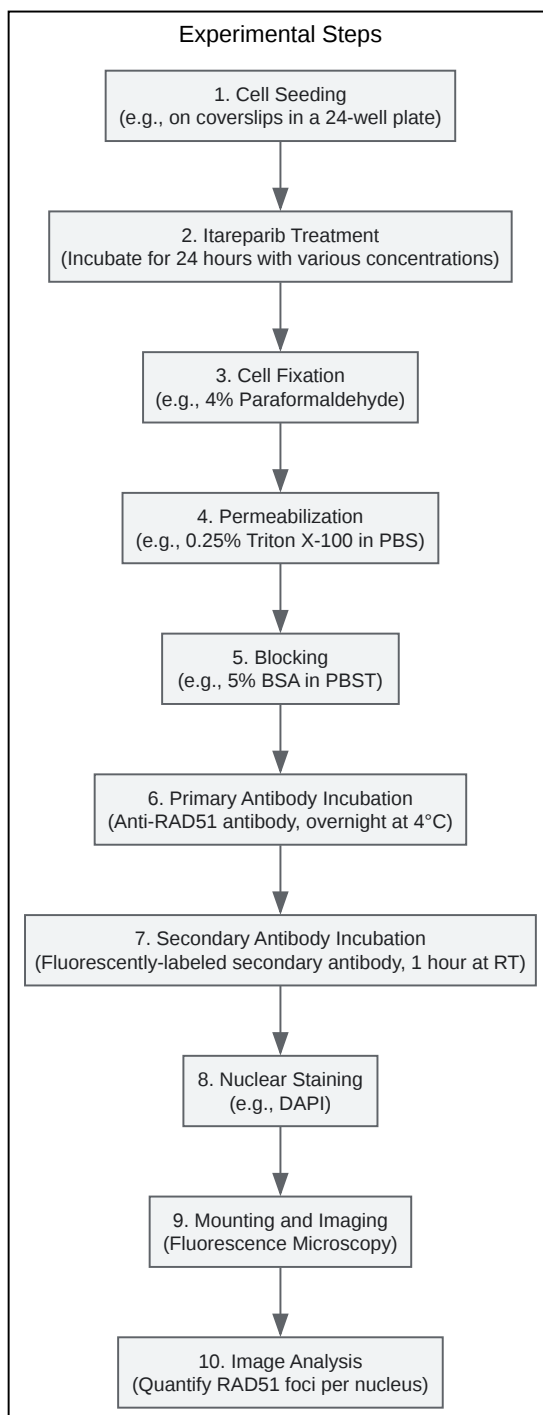 Experimental Steps
1. Cell Seeding
(e.g., on coverslips in a 24-well plate)
2. Itareparib Treatment
(Incubate for 24 hours with various concentrations)
3. Cell Fixation
(e.g., 4% Paraformaldehyde)
4. Permeabilization
(e.g., 0.25% Triton X-100 in PBS)
5. Blocking
(e.g., 5% BSA in PBST)
6. Primary Antibody Incubation
(Anti-RAD51 antibody, overnight at 4°C)
7. Secondary Antibody Incubation
(Fluorescently-labeled secondary antibody, 1 hour at RT)
8. Nuclear Staining
(e.g., DAPI)
9. Mounting and Imaging
(Fluorescence Microscopy)
10. Image Analysis
(Quantify RAD51 foci per nucleus)